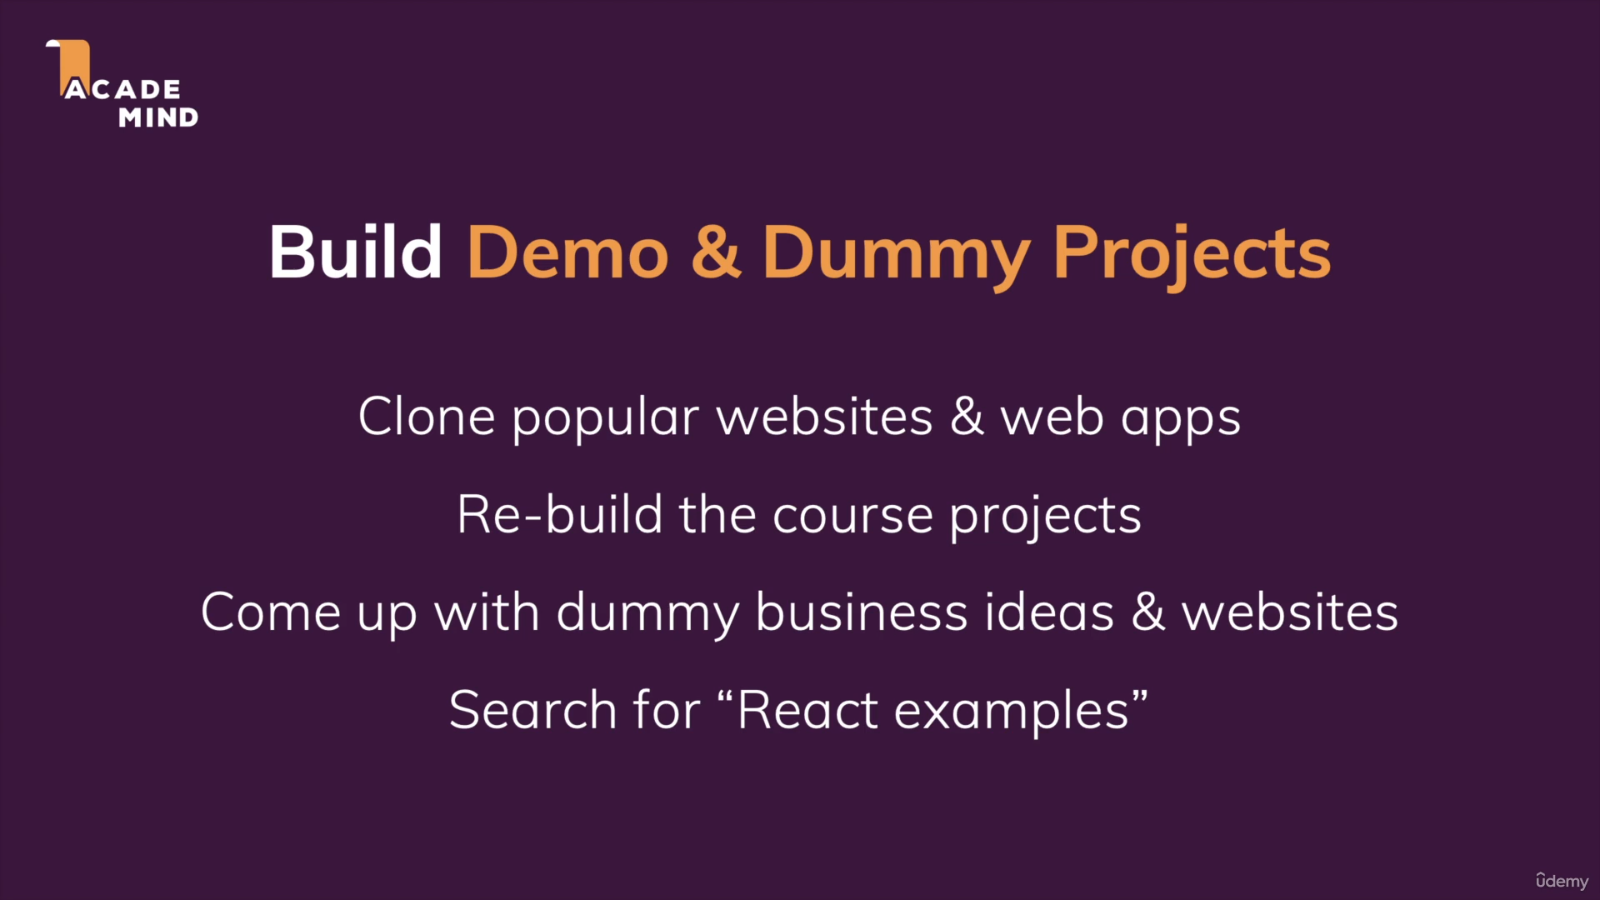 ACADE
MIND
Build Demo & Dummy Projects
Clone popular websites & web apps
Re-build the course projects
Come up with dummy business ideas & websites
Search for “React examples”
udemy